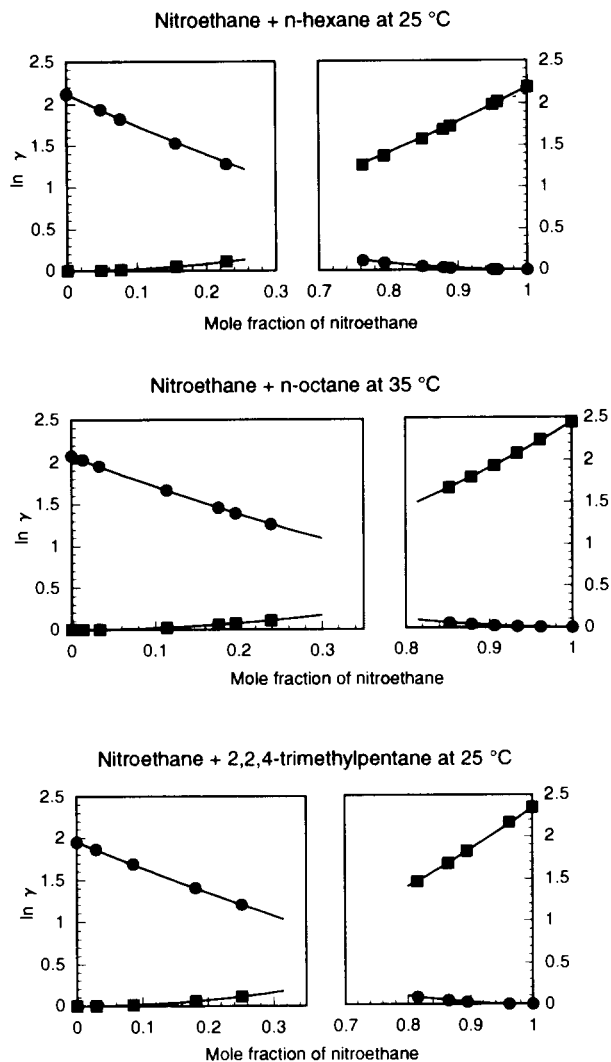 Nitroethane + n-hexane at 25 °C
2.5 2.5
2 2
1.5 1.5
ln γ
1 1
0.5 0.5
0 0
0 0.1 0.2 0.3 0.7 0.8 0.9 1
Mole fraction of nitroethane
Nitroethane + n-octane at 35 °C
2.5 2.5
2 2
1.5 1.5
ln γ
1 1
0.5 0.5
0 0
0 0.1 0.2 0.3 0.8 0.9 1
Mole fraction of nitroethane
Nitroethane + 2,2,4-trimethylpentane at 25 °C
2.5 2.5
2 2
1.5 1.5
ln γ
1 1
0.5 0.5
0 0
0 0.1 0.2 0.3 0.7 0.8 0.9 1
Mole fraction of nitroethane